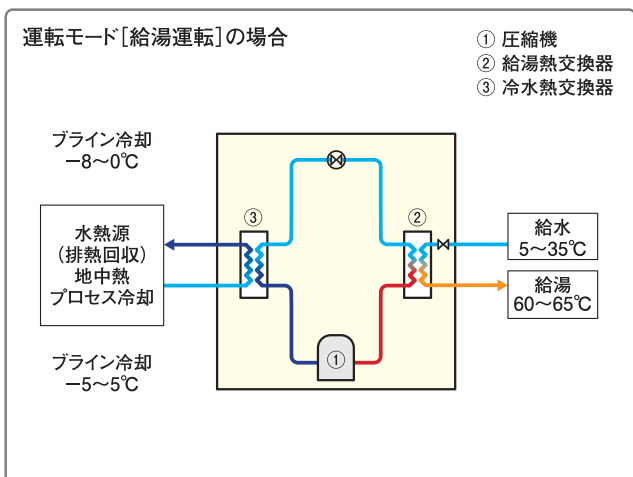 運転モード[給湯運転]の場合
① 圧縮機
② 給湯熱交換器
③ 冷水熱交換器
ブライン冷却
−8〜0℃
水熱源
(排熱回収)
地中熱
プロセス冷却
③
②
給水
5〜35℃
給湯
60〜65℃
①
ブライン冷却
−5〜5℃